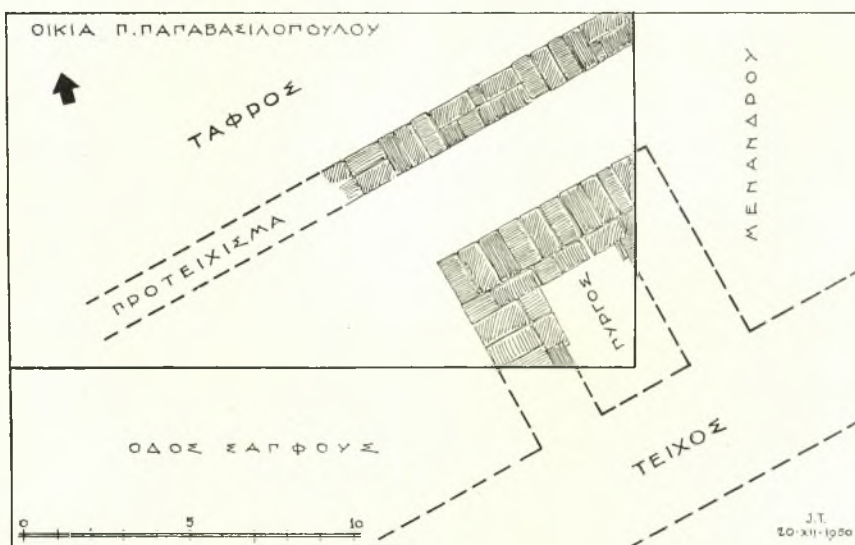 ΟΙΚΙΑ Π.ΠΑΠΑΒΑΣΙΛΟΠΟΥΛΟΥ
ΤΑΦΡΟΣ
ΜΕΝΑΝΔΡΟΥ
ΠΡΟΤΕΙΧΙΣΜΑ
ΠΥΡΓΟΣ
ΟΔΟΣ ΣΑΠΦΟΥΣ
ΤΕΙΧΟΣ
0 5 10
J.T.
20-XII-1950